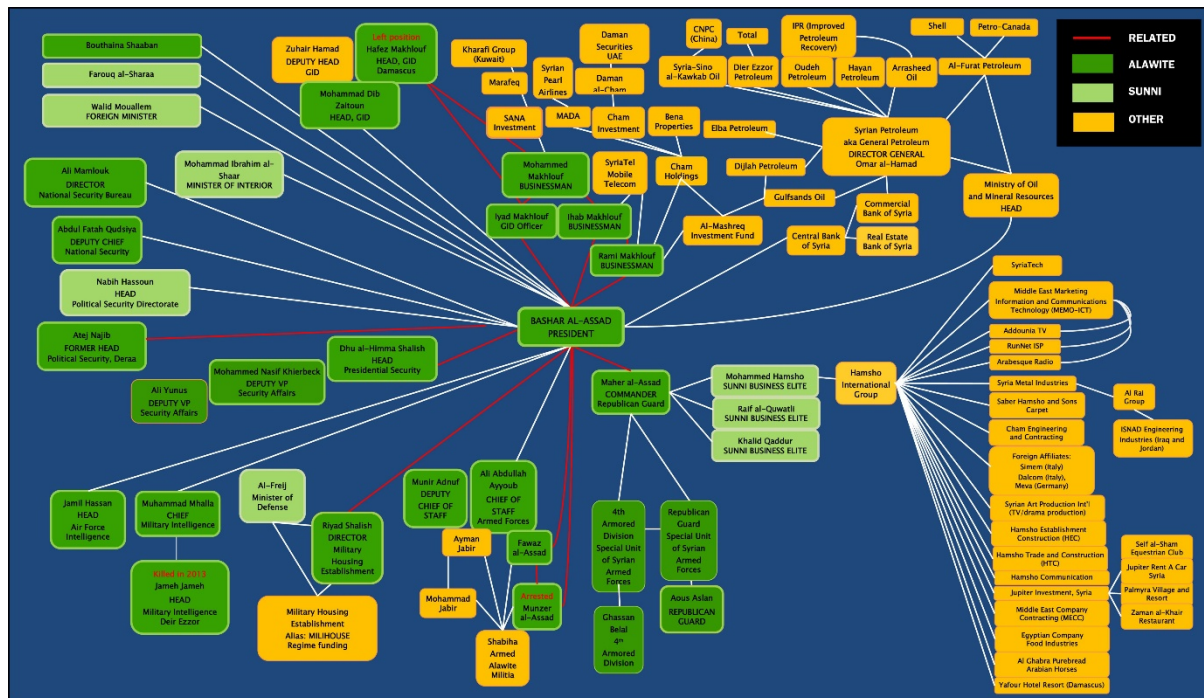 Bouthaina Shaaban
Farouq al-Sharaa
Walid Mouallem
FOREIGN MINISTER
Zuhair Hamad
DEPUTY HEAD
GID
Left position
Hafez Makhlouf
HEAD, GID
Damascus
Mohammad Dib
Zaitoun
HEAD, GID
Ali Mamlouk
DIRECTOR
National Security Bureau
Mohammad Ibrahim al-
Shaar
MINISTER OF INTERIOR
Abdul Fatah Qudsiya
DEPUTY CHIEF
National Security
Nabih Hassoun
HEAD
Political Security Directorate
Atej Najib
FORMER HEAD
Political Security, Deraa
Ali Yunus
DEPUTY VP
Security Affairs
Mohammed Nasif Khierbeck
DEPUTY VP
Security Affairs
Dhu al-Himma Shalish
HEAD
Presidential Security
BASHAR AL-ASSAD
PRESIDENT
Kharafi Group
(Kuwait)
Marafeq
SANA
Investment
Syrian
Pearl
Airlines
MADA
Daman
Securities
UAE
Daman
al-Cham
Cham
Investment
Bena
Properties
SyriaTel
Mobile
Telecom
Cham
Holdings
Mohammed
Makhlouf
BUSINESSMAN
Iyad Makhlouf
GID Officer
Ihab Makhlouf
BUSINESSMAN
Rami Makhlouf
BUSINESSMAN
Al-Mashreq
Investment Fund
CNPC
(China)
Total
IPR (Improved
Petroleum
Recovery)
Shell
Petro-Canada
Syria-Sino
al-Kawkab Oil
Dier Ezzor
Petroleum
Oudeh
Petroleum
Hayan
Petroleum
Arrasheed
Oil
Al-Furat Petroleum
Elba Petroleum
Dijlah Petroleum
Gulfsands Oil
Syrian Petroleum
aka General Petroleum
DIRECTOR GENERAL
Omar al-Hamad
Ministry of Oil
and Mineral Resources
HEAD
Commercial
Bank of Syria
Central Bank
of Syria
Real Estate
Bank of Syria
RELATED
ALAWITE
SUNNI
OTHER
Maher al-Assad
COMMANDER
Republican Guard
Mohammed Hamsho
SUNNI BUSINESS ELITE
Raif al-Quwatli
SUNNI BUSINESS ELITE
Khalid Qaddur
SUNNI BUSINESS ELITE
Hamsho
International
Group
SyriaTech
Middle East Marketing
Information and Communications
Technology (MEMO-ICT)
Addounia TV
RunNet ISP
Arabesque Radio
Syria Metal Industries
Al Rai
Group
ISNAD Engineering
Industries (Iraq and
Jordan)
Saber Hamsho and Sons
Carpet
Cham Engineering
and Contracting
Foreign Affiliates:
Simem (Italy)
Dalcom (Italy),
Meva (Germany)
Syrian Art Production Int'l
(TV/drama production)
Hamsho Establishment
Construction (HEC)
Hamsho Trade and Construction
(HTC)
Hamsho Communication
Jupiter Investment, Syria
Middle East Company
Contracting (MECC)
Egyptian Company
Food Industries
Al Ghabra Purebread
Arabian Horses
Yafour Hotel Resort (Damascus)
Seif al-Sham
Equestrian Club
Jupiter Rent A Car
Syria
Palmyra Village and
Resort
Zaman al-Khair
Restaurant
Jamil Hassan
HEAD
Air Force
Intelligence
Muhammad Mhalla
CHIEF
Military Intelligence
Killed in 2013
Jameh Jameh
HEAD
Military Intelligence
Deir Ezzor
Al-Freij
Minister of
Defense
Riyad Shalish
DIRECTOR
Military
Housing
Establishment
Military Housing
Establishment
Alias: MILIHOUSE
Regime funding
Munir Adnuf
DEPUTY
CHIEF OF
STAFF
Ali Abdullah
Ayyoub
CHIEF OF
STAFF
Armed Forces
Ayman
Jabir
Fawaz
al-Assad
Mohammad
Jabir
Arrested
Munzer
al-Assad
Shabiha
Armed
Alawite
Militia
4th
Armored
Division
Special Unit
of Syrian
Armed
Forces
Republican
Guard
Special Unit
of Syrian
Armed
Forces
Ghassan
Belal
4th
Armored
Division
Aous Aslan
REPUBLICAN
GUARD